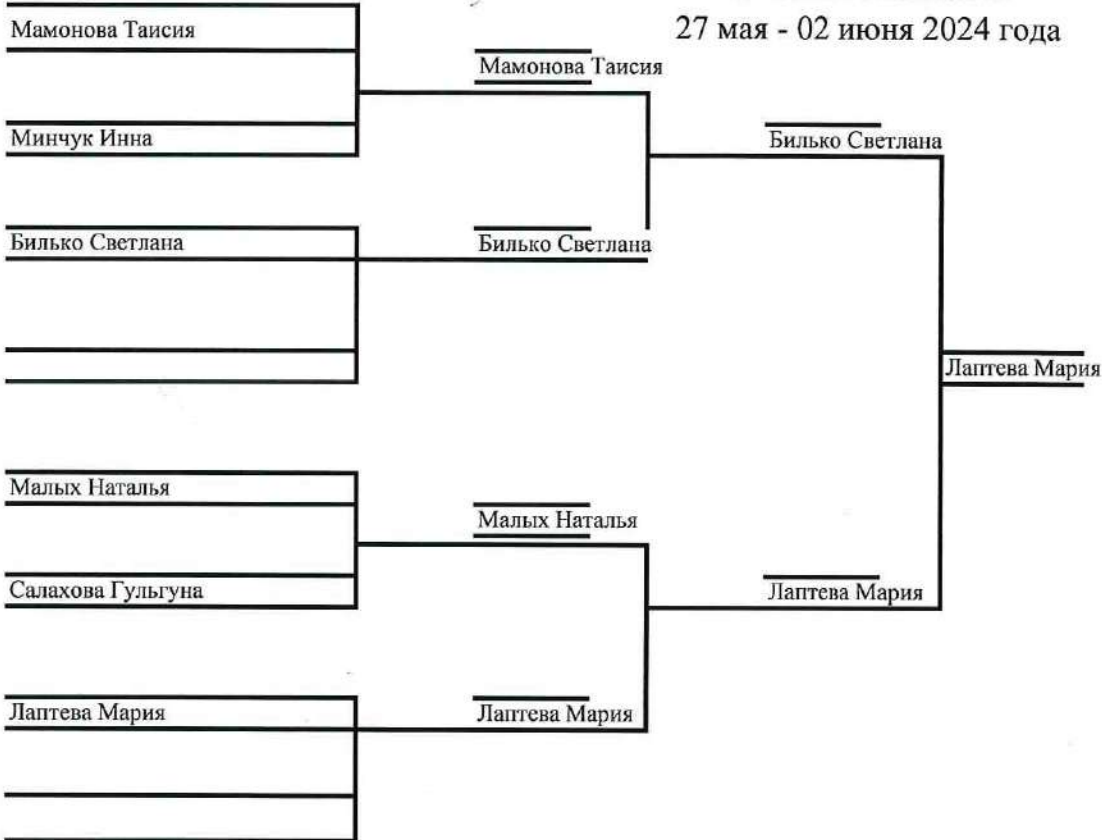 27 мая - 02 июня 2024 года
Мамонова Таисия
Минчук Инна
Билько Светлана
Малых Наталья
Салахова Гульгуна
Лаптева Мария
Мамонова Таисия
Билько Светлана
Малых Наталья
Лаптева Мария
Билько Светлана
Лаптева Мария
Лаптева Мария